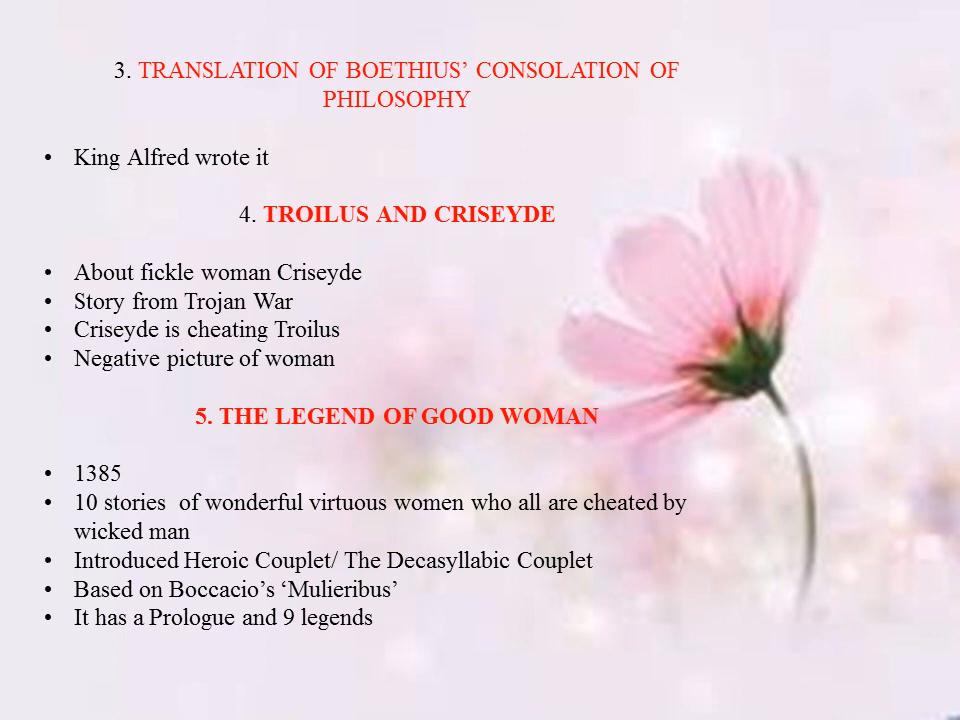 3. TRANSLATION OF BOETHIUS’ CONSOLATION OF
PHILOSOPHY
• King Alfred wrote it
4. TROILUS AND CRISEYDE
• About fickle woman Criseyde
• Story from Trojan War
• Criseyde is cheating Troilus
• Negative picture of woman
5. THE LEGEND OF GOOD WOMAN
• 1385
• 10 stories  of wonderful virtuous women who all are cheated by
wicked man
• Introduced Heroic Couplet/ The Decasyllabic Couplet
• Based on Boccacio’s ‘Mulieribus’
• It has a Prologue and 9 legends